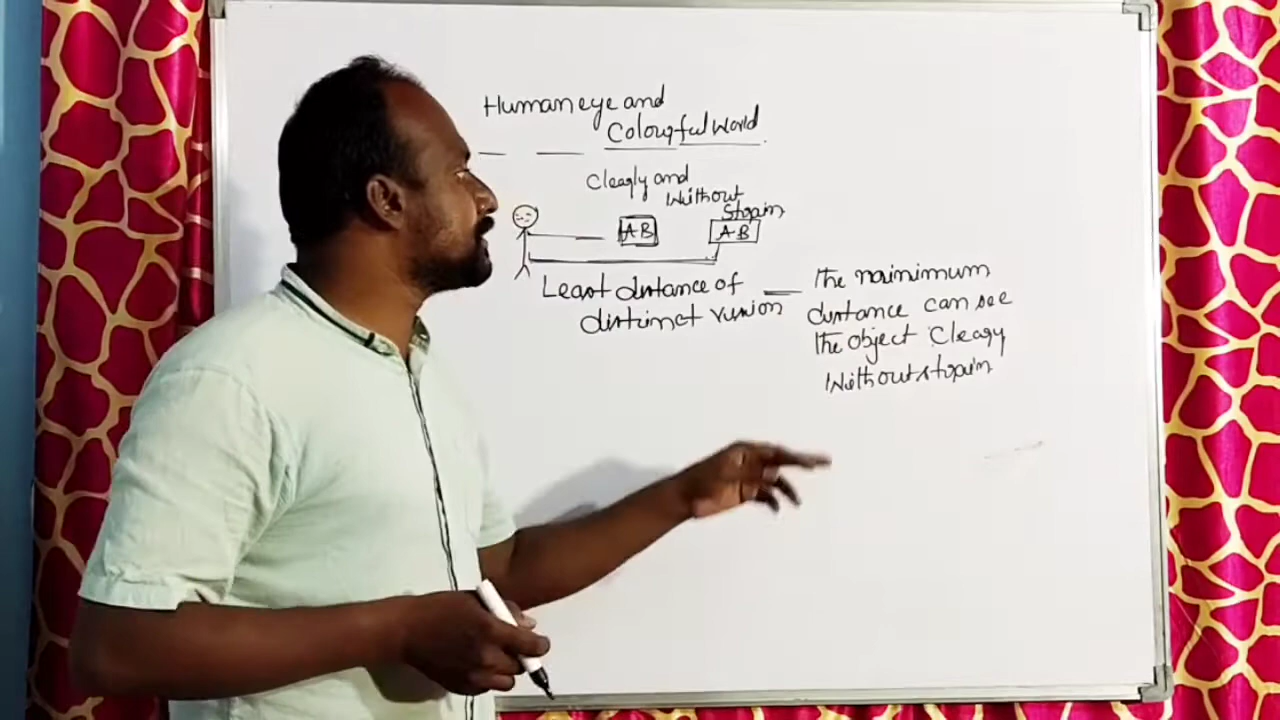 Human eye and
Colourful world
Clearly and
Without
Strain
AB
AB
Least distance of
distinct vision —
The minimum
distance can see
the object Cleary
Without strain